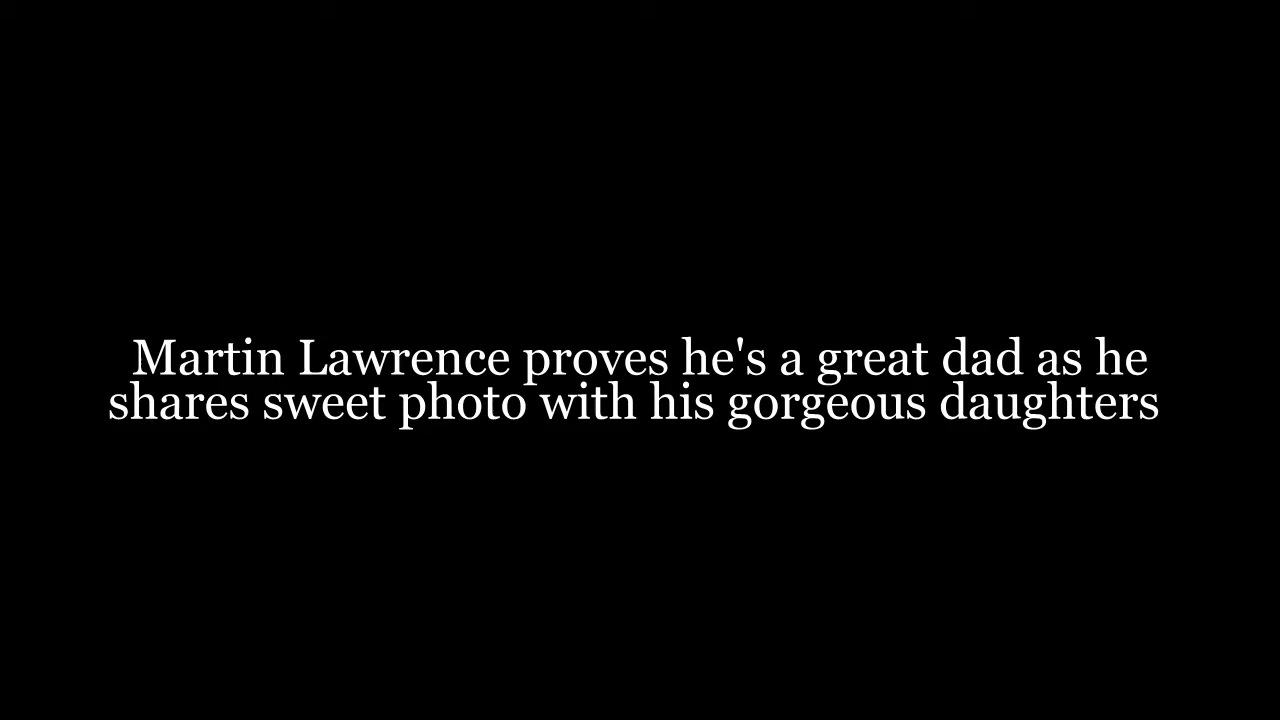 Martin Lawrence proves he's a great dad as he
shares sweet photo with his gorgeous daughters